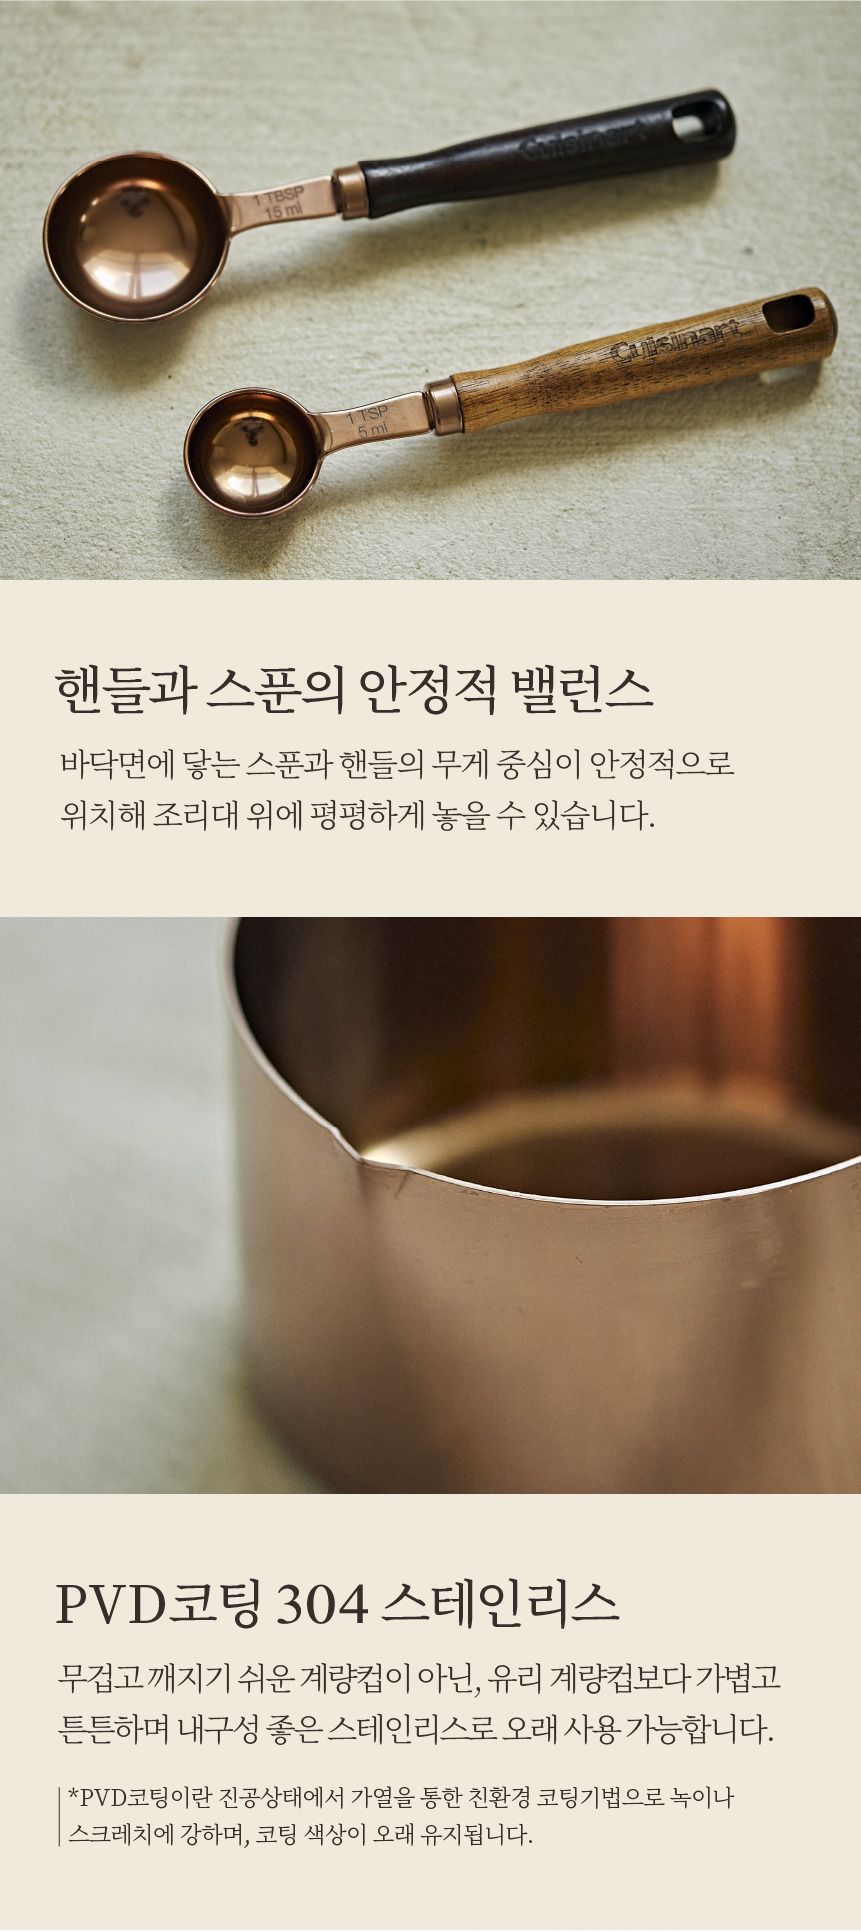 Cuisinart
1 TBSP
15 ml
Cuisinart
1 TSP
5 ml
핸들과 스푼의 안정적 밸런스
바닥면에 닿는 스푼과 핸들의 무게 중심이 안정적으로
위치해 조리대 위에 평평하게 놓을 수 있습니다.
PVD코팅 304 스테인리스
무겁고 깨지기 쉬운 계량컵이 아닌, 유리 계량컵보다 가볍고
튼튼하며 내구성 좋은 스테인리스로 오래 사용 가능합니다.
*PVD코팅이란 진공상태에서 가열을 통한 친환경 코팅기법으로 녹이나
스크레치에 강하며, 코팅 색상이 오래 유지됩니다.